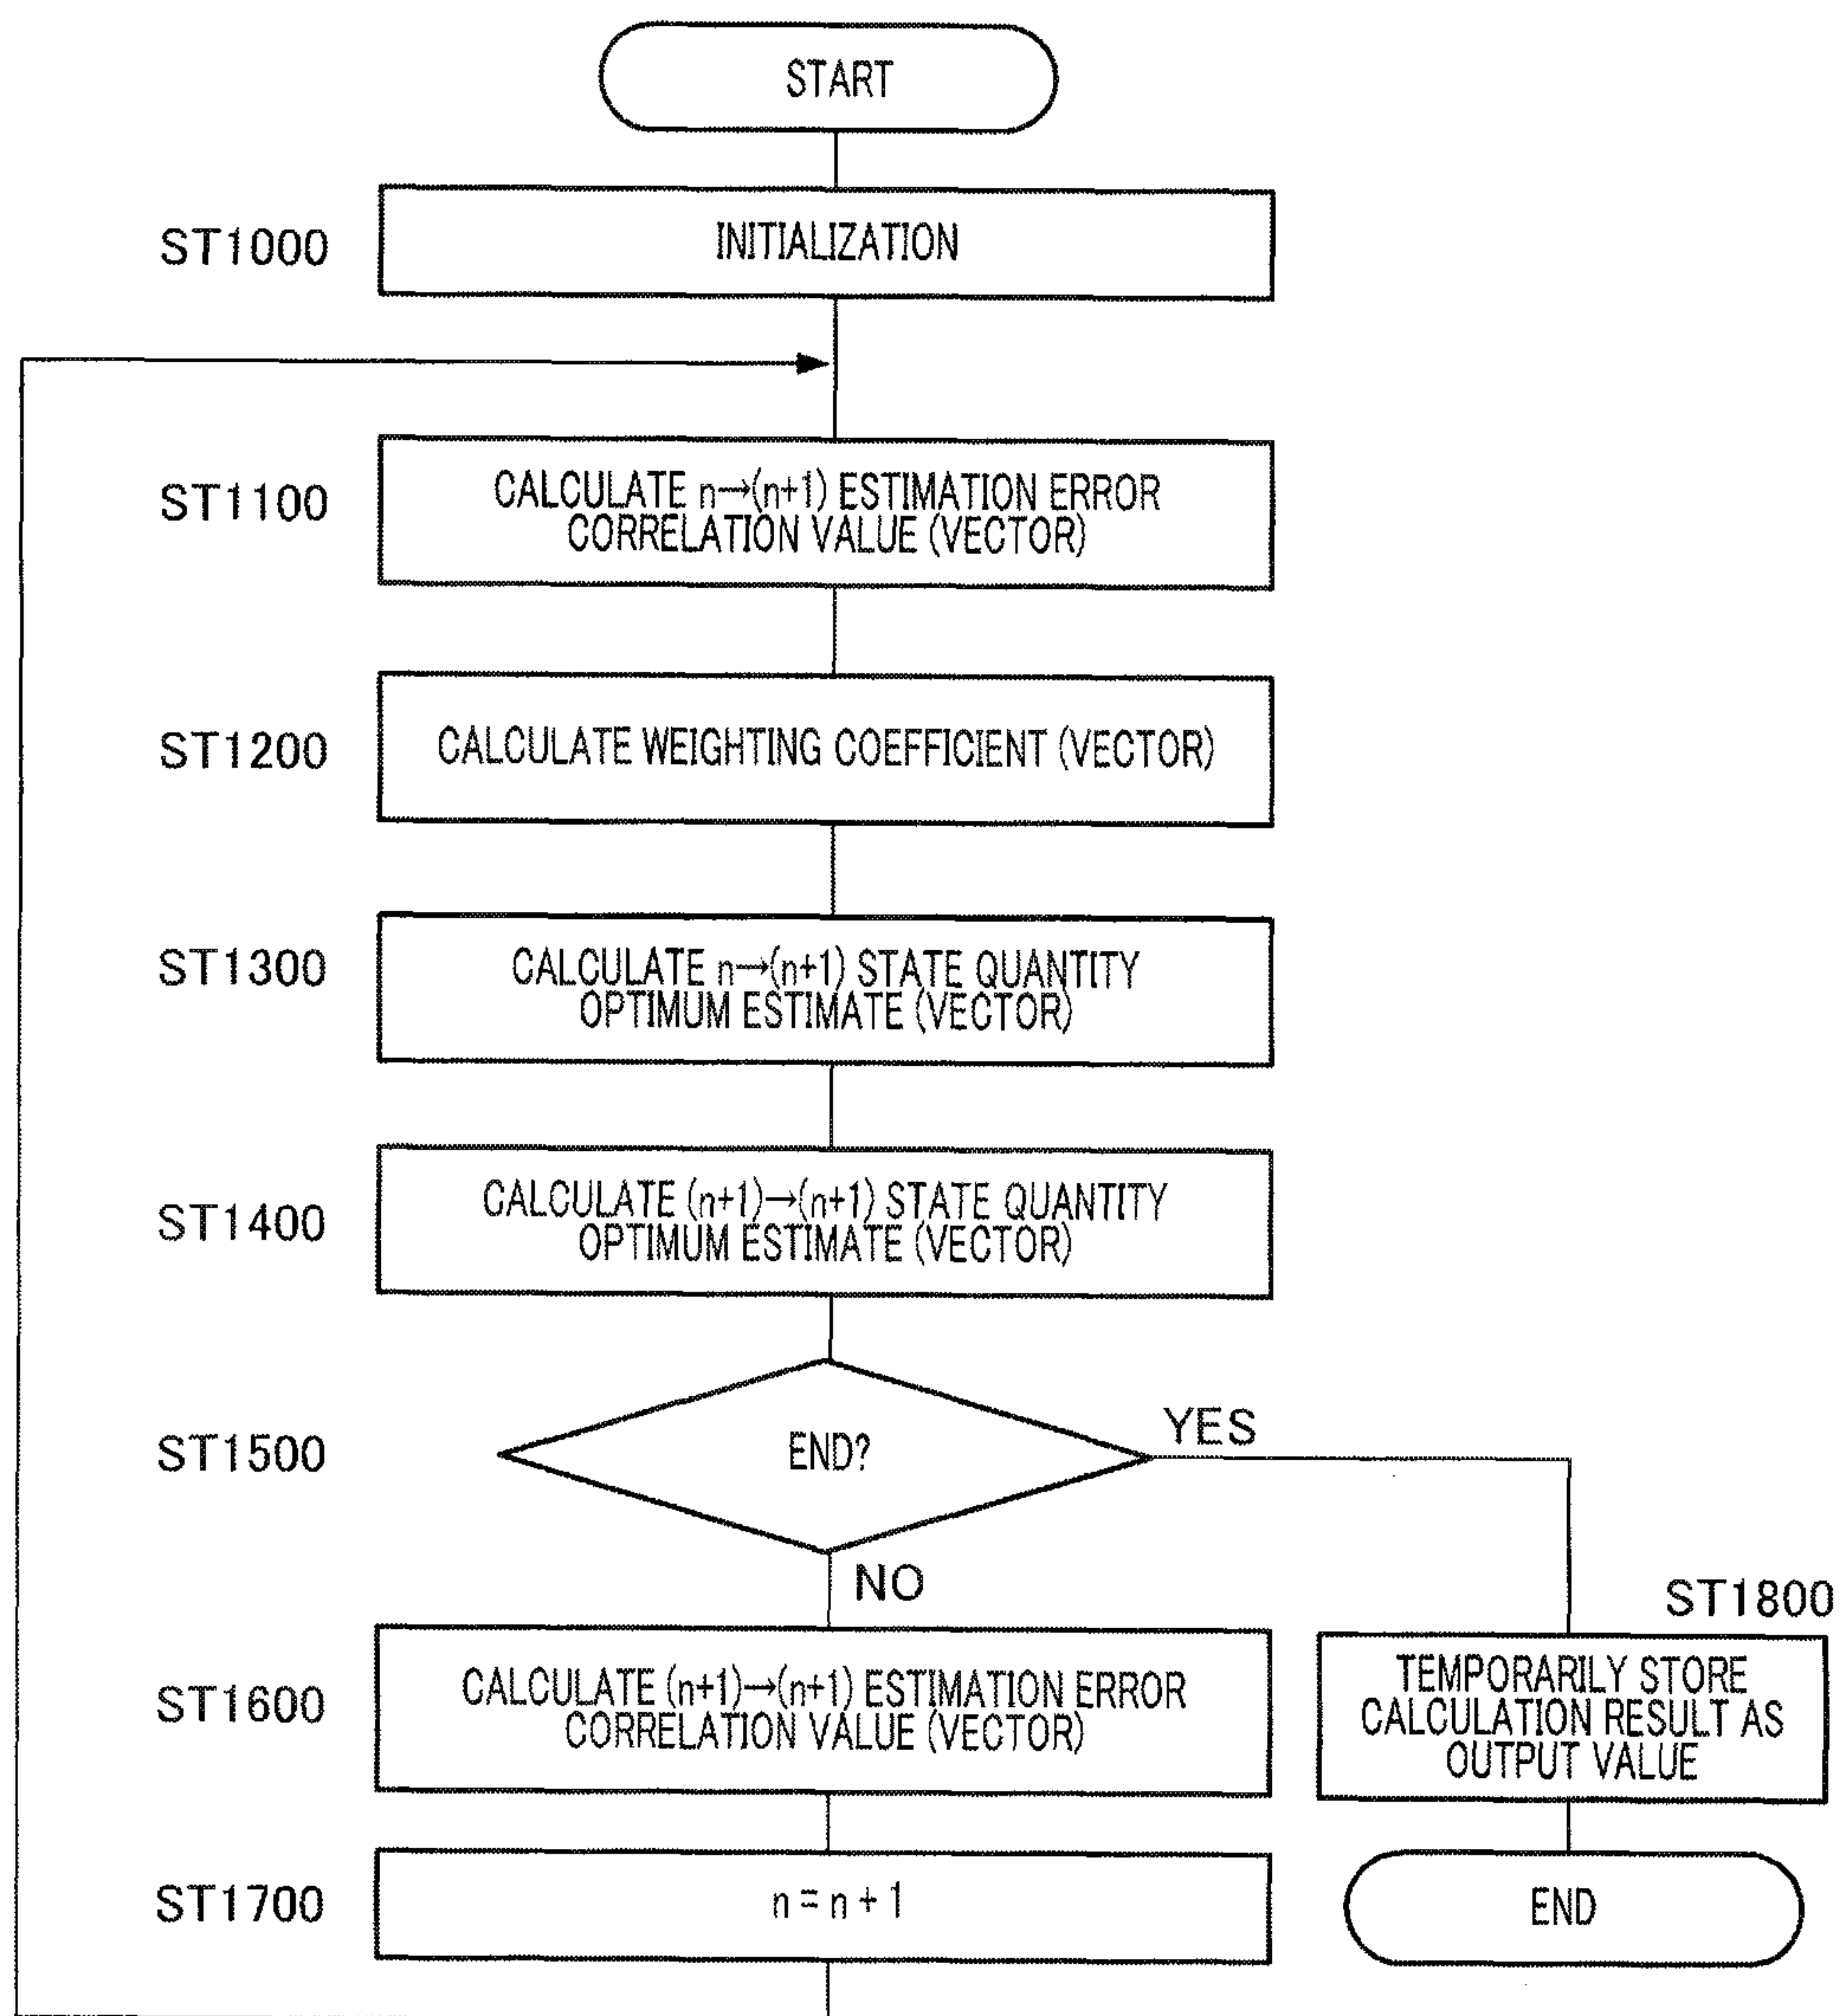 START
ST1000
INITIALIZATION
ST1100
CALCULATE n→(n+1) ESTIMATION ERROR
CORRELATION VALUE (VECTOR)
ST1200
CALCULATE WEIGHTING COEFFICIENT (VECTOR)
ST1300
CALCULATE n→(n+1) STATE QUANTITY
OPTIMUM ESTIMATE (VECTOR)
ST1400
CALCULATE (n+1)→(n+1) STATE QUANTITY
OPTIMUM ESTIMATE (VECTOR)
ST1500
END?
YES
NO
ST1600
CALCULATE (n+1)→(n+1) ESTIMATION ERROR
CORRELATION VALUE (VECTOR)
ST1800
TEMPORARILY STORE
CALCULATION RESULT AS
OUTPUT VALUE
ST1700
n = n + 1
END